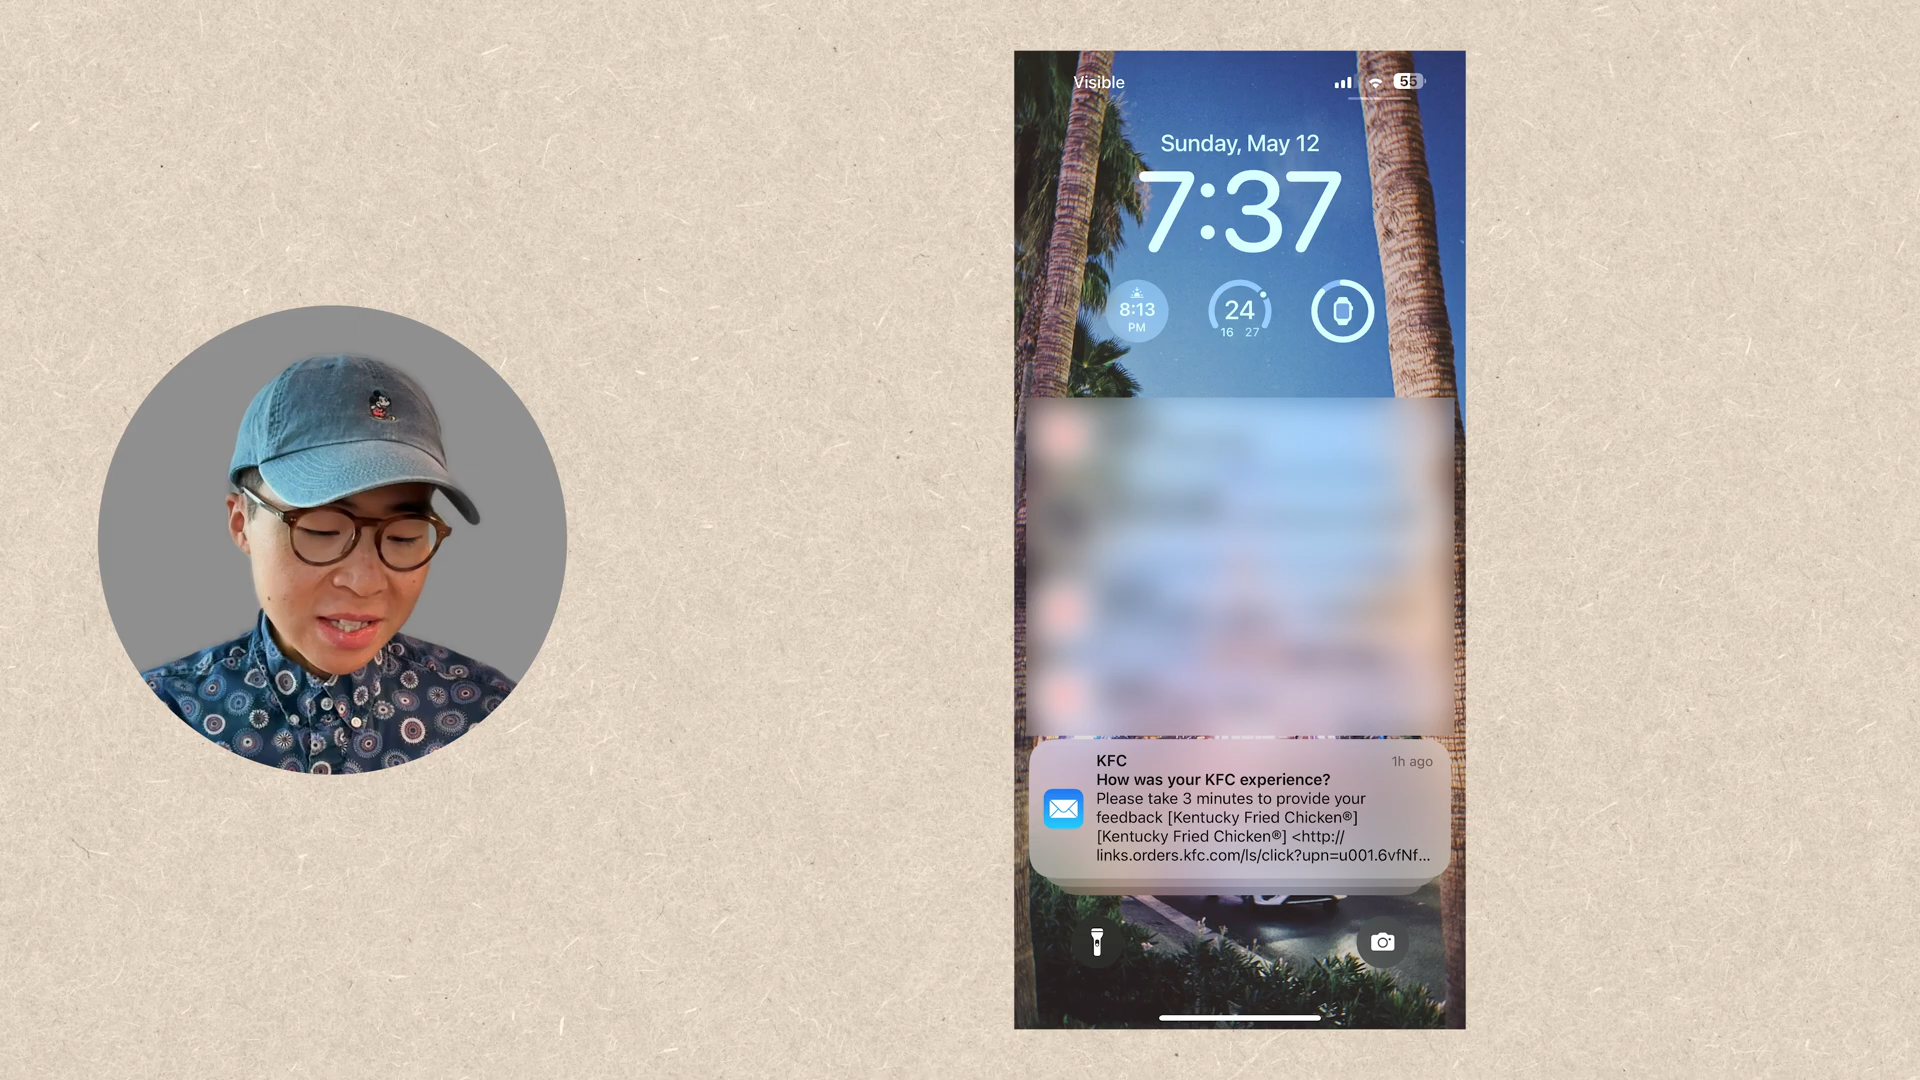 Visible
55
Sunday, May 12
7:37
8:13
PM
24
16 27
KFC
1h ago
How was your KFC experience?
Please take 3 minutes to provide your
feedback [Kentucky Fried Chicken®]
[Kentucky Fried Chicken®] <http://
links.orders.kfc.com/ls/click?upn=u001.6vfNf...